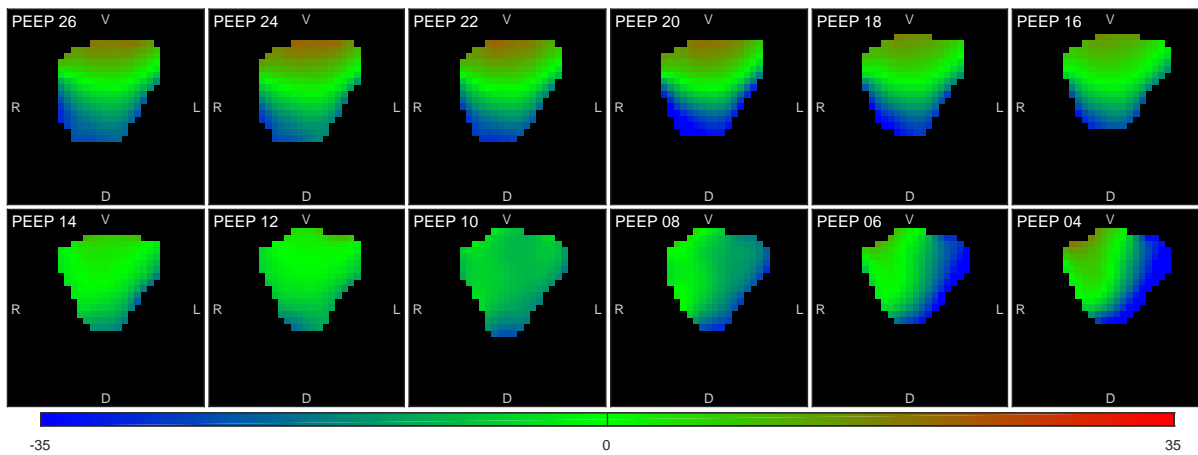 PEEP 26 V R L D
PEEP 24 V R L D
PEEP 22 V R L D
PEEP 20 V R L D
PEEP 18 V R L D
PEEP 16 V R L D
PEEP 14 V R L D
PEEP 12 V R L D
PEEP 10 V R L D
PEEP 08 V R L D
PEEP 06 V R L D
PEEP 04 V R L D
-35 0 35